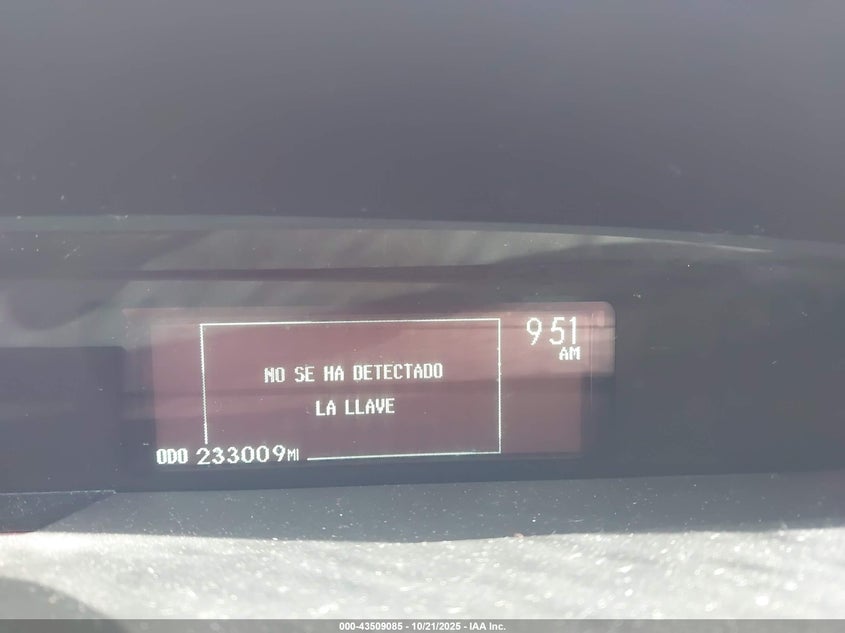 9 51
AM
NO SE HA DETECTADO
LA LLAVE
ODO 233009MI
000-43509085 - 10/21/2025 - IAA Inc.